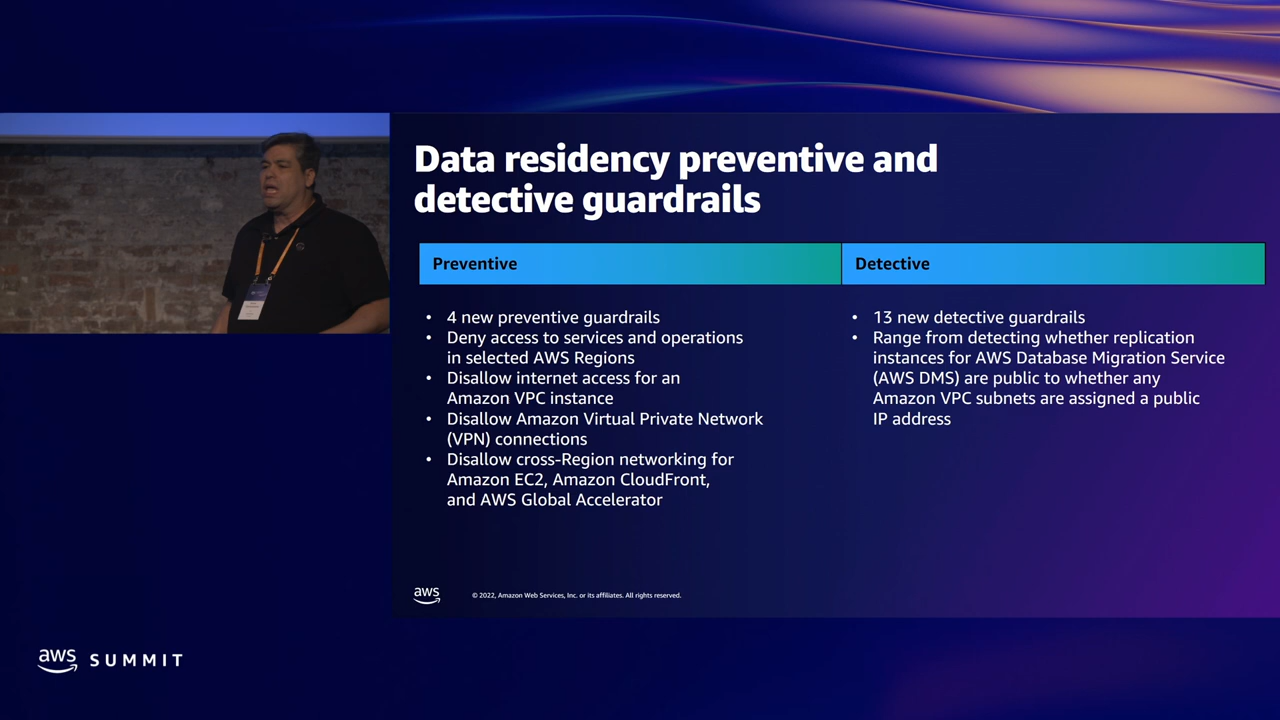 Data residency preventive and
detective guardrails
Preventive
• 4 new preventive guardrails
• Deny access to services and operations
in selected AWS Regions
• Disallow internet access for an
Amazon VPC instance
• Disallow Amazon Virtual Private Network
(VPN) connections
• Disallow cross-Region networking for
Amazon EC2, Amazon CloudFront,
and AWS Global Accelerator
Detective
• 13 new detective guardrails
• Range from detecting whether replication
instances for AWS Database Migration Service
(AWS DMS) are public to whether any
Amazon VPC subnets are assigned a public
IP address
aws
© 2022, Amazon Web Services, Inc. or its affiliates. All rights reserved.
aws SUMMIT